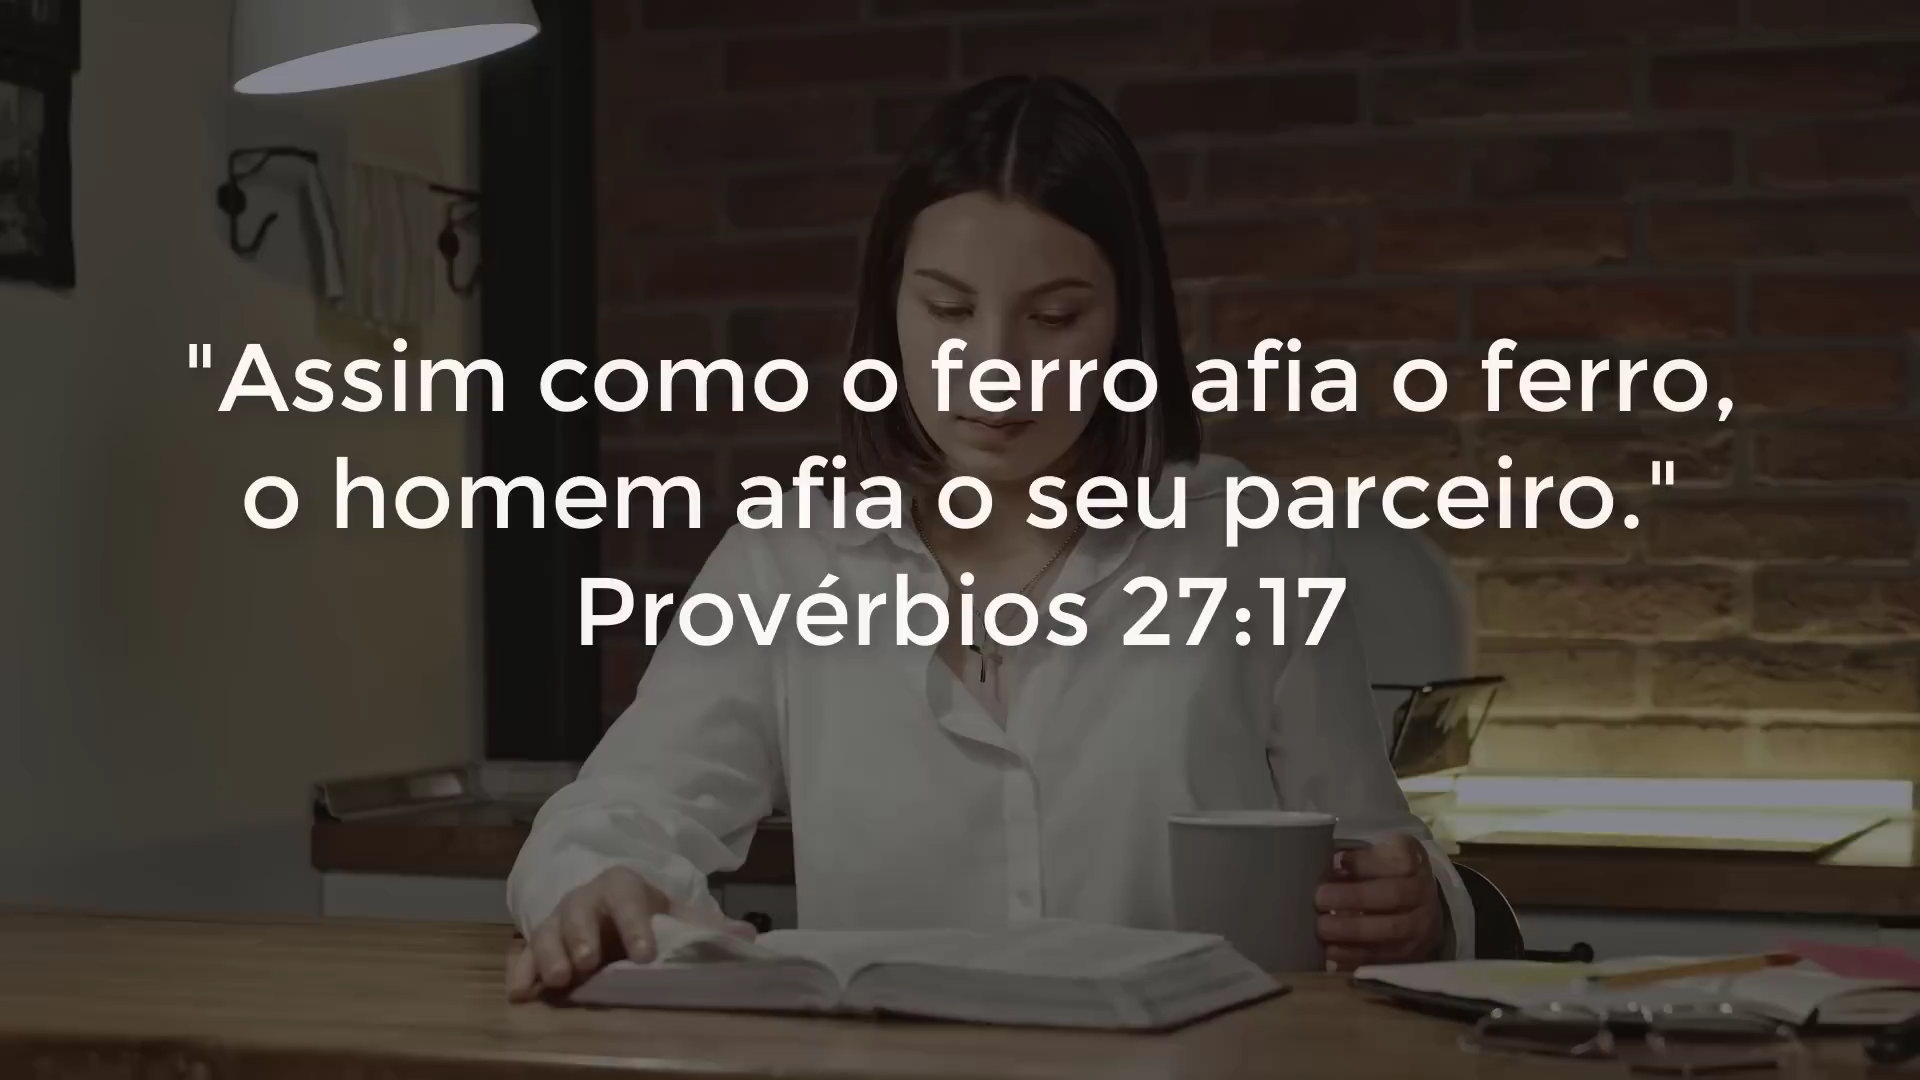 "Assim como o ferro afia o ferro,
o homem afia o seu parceiro."
Provérbios 27:17